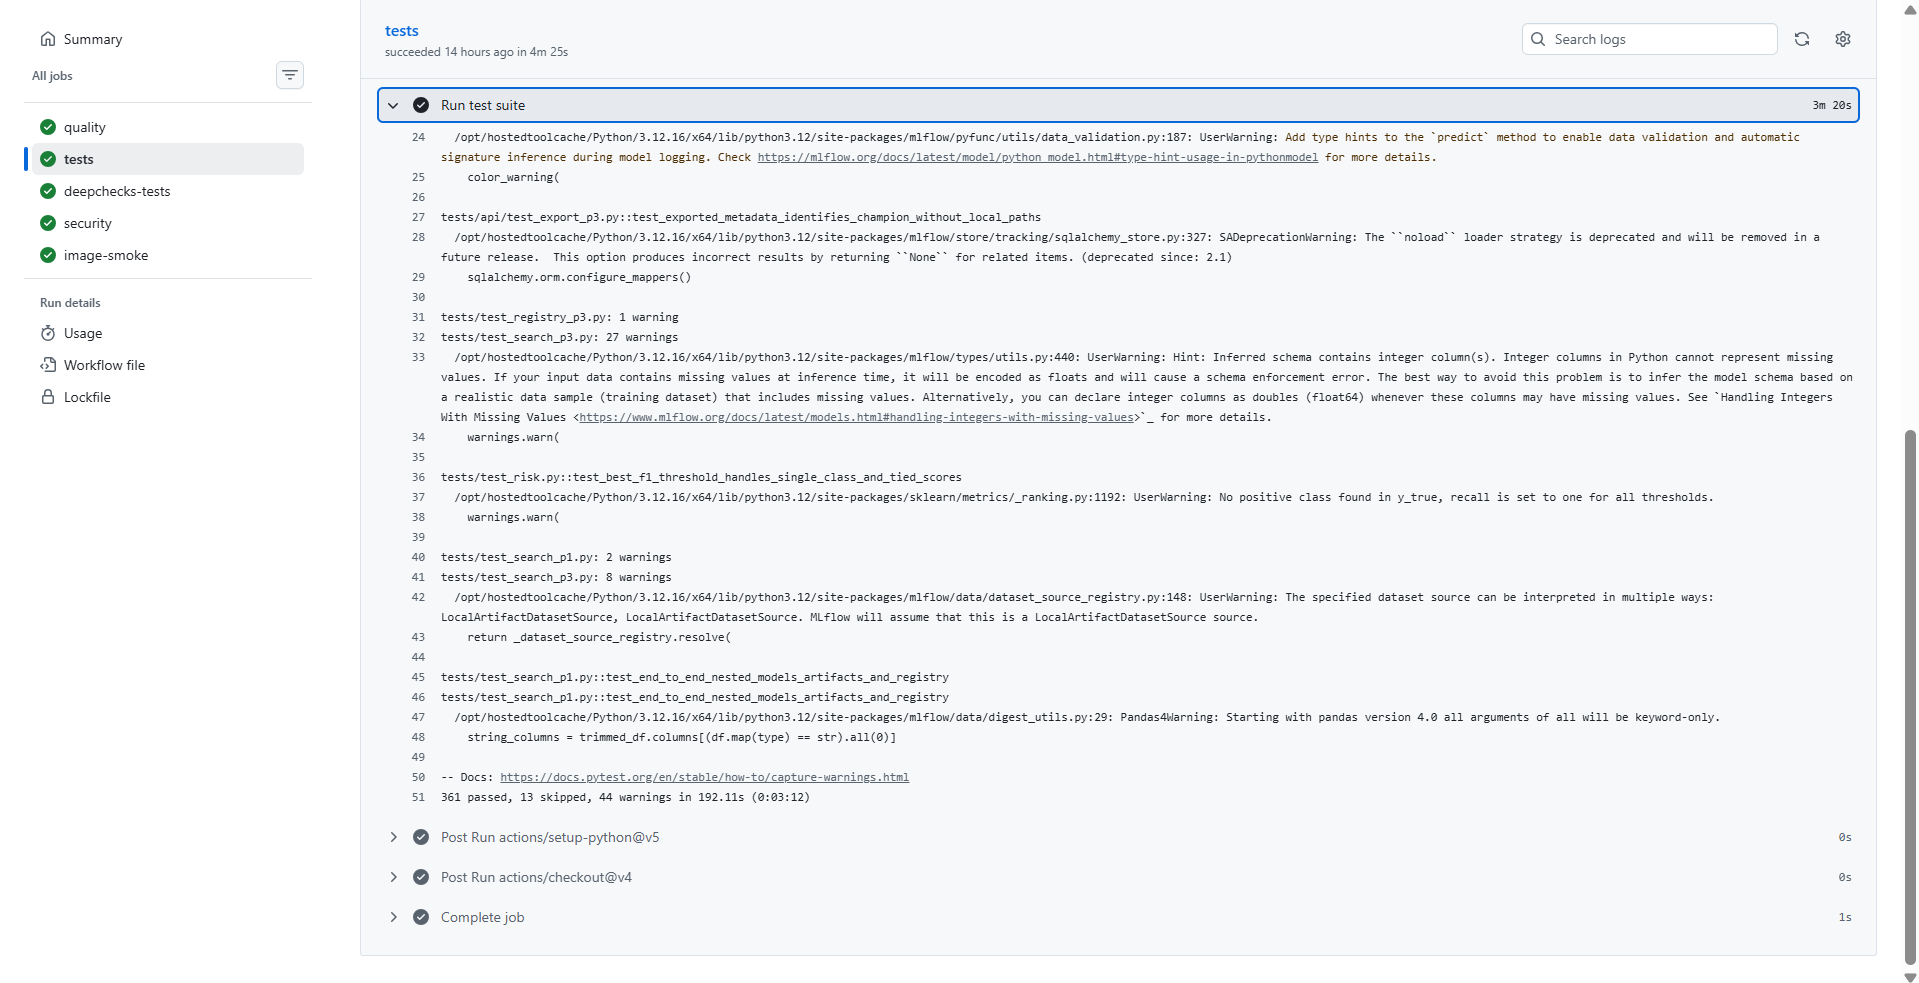 Summary
All jobs
quality
tests
deepchecks-tests
security
image-smoke
Run details
Usage
Workflow file
Lockfile
tests
succeeded 14 hours ago in 4m 25s
Search logs
Run test suite
3m 20s
24 /opt/hostedtoolcache/Python/3.12.16/x64/lib/python3.12/site-packages/mlflow/pyfunc/utils/data_validation.py:187: UserWarning: Add type hints to the `predict` method to enable data validation and automatic
signature inference during model logging. Check https://mlflow.org/docs/latest/model/python_model.html#type-hint-usage-in-pythonmodel for more details.
25 color_warning(
26
27 tests/api/test_export_p3.py::test_exported_metadata_identifies_champion_without_local_paths
28 /opt/hostedtoolcache/Python/3.12.16/x64/lib/python3.12/site-packages/mlflow/store/tracking/sqlalchemy_store.py:327: SADeprecationWarning: The ``noload`` loader strategy is deprecated and will be removed in a
future release.  This option produces incorrect results by returning ``None`` for related items. (deprecated since: 2.1)
29 sqlalchemy.orm.configure_mappers()
30
31 tests/test_registry_p3.py: 1 warning
32 tests/test_search_p3.py: 27 warnings
33 /opt/hostedtoolcache/Python/3.12.16/x64/lib/python3.12/site-packages/mlflow/types/utils.py:440: UserWarning: Hint: Inferred schema contains integer column(s). Integer columns in Python cannot represent missing
values. If your input data contains missing values at inference time, it will be encoded as floats and will cause a schema enforcement error. The best way to avoid this problem is to infer the model schema based on
a realistic data sample (training dataset) that includes missing values. Alternatively, you can declare integer columns as doubles (float64) whenever these columns may have missing values. See `Handling Integers
With Missing Values <https://www.mlflow.org/docs/latest/models.html#handling-integers-with-missing-values>`_ for more details.
34 warnings.warn(
35
36 tests/test_risk.py::test_best_f1_threshold_handles_single_class_and_tied_scores
37 /opt/hostedtoolcache/Python/3.12.16/x64/lib/python3.12/site-packages/sklearn/metrics/_ranking.py:1192: UserWarning: No positive class found in y_true, recall is set to one for all thresholds.
38 warnings.warn(
39
40 tests/test_search_p1.py: 2 warnings
41 tests/test_search_p3.py: 8 warnings
42 /opt/hostedtoolcache/Python/3.12.16/x64/lib/python3.12/site-packages/mlflow/data/dataset_source_registry.py:148: UserWarning: The specified dataset source can be interpreted in multiple ways:
LocalArtifactDatasetSource, LocalArtifactDatasetSource. MLflow will assume that this is a LocalArtifactDatasetSource source.
43 return _dataset_source_registry.resolve(
44
45 tests/test_search_p1.py::test_end_to_end_nested_models_artifacts_and_registry
46 tests/test_search_p1.py::test_end_to_end_nested_models_artifacts_and_registry
47 /opt/hostedtoolcache/Python/3.12.16/x64/lib/python3.12/site-packages/mlflow/data/digest_utils.py:29: Pandas4Warning: Starting with pandas version 4.0 all arguments of all will be keyword-only.
48 string_columns = trimmed_df.columns[(df.map(type) == str).all(0)]
49
50 -- Docs: https://docs.pytest.org/en/stable/how-to/capture-warnings.html
51 361 passed, 13 skipped, 44 warnings in 192.11s (0:03:12)
Post Run actions/setup-python@v5
0s
Post Run actions/checkout@v4
0s
Complete job
1s